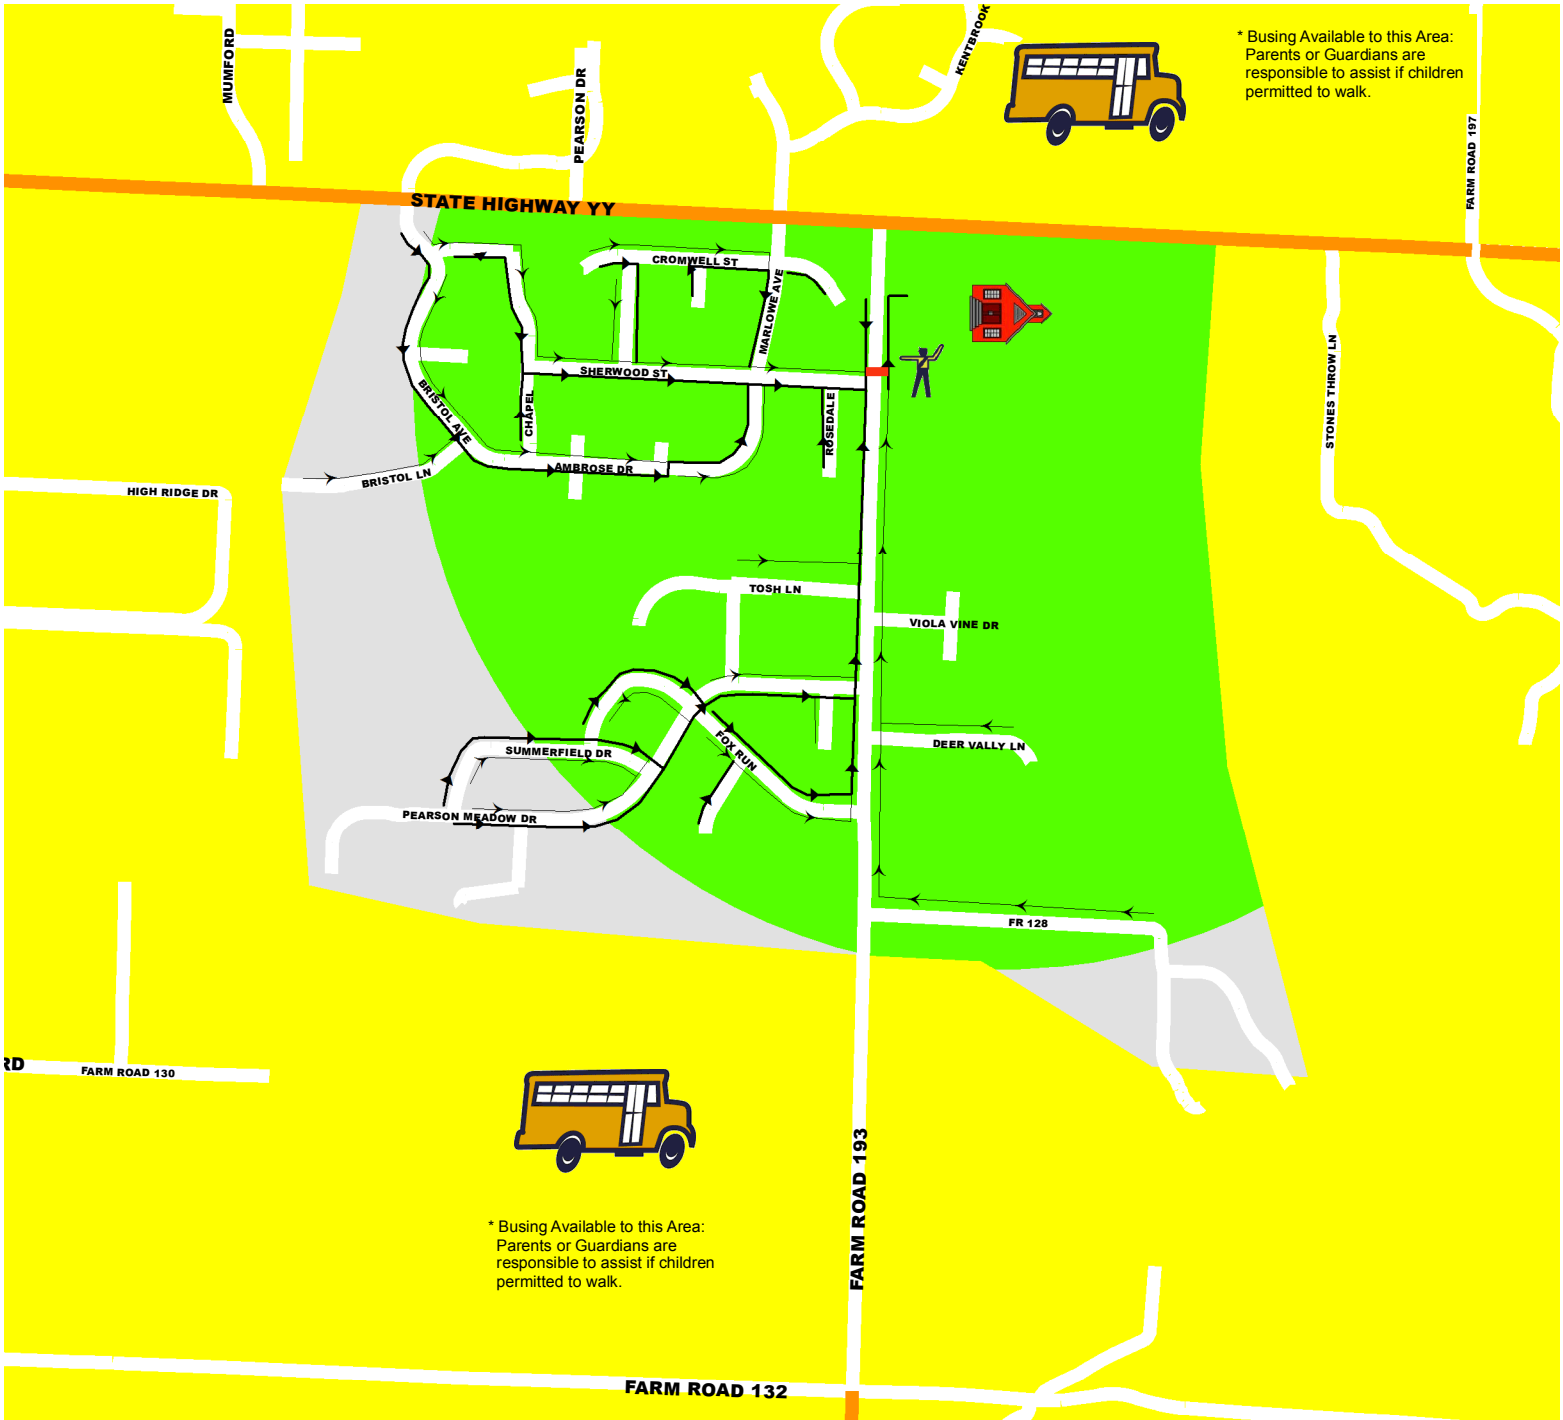 MUMFORD
PEARSON DR
KENTBROOK
* Busing Available to this Area:
Parents or Guardians are
responsible to assist if children
permitted to walk.
FARM ROAD 197
STATE HIGHWAY YY
CROMWELL ST
MARLOWE AVE
SHERWOOD ST
STONES THROW LN
BRISTOL AVE
CHAPEL
ROSEDALE
AMBROSE DR
BRISTOL LN
HIGH RIDGE DR
TOSH LN
VIOLA VINE DR
FOX RUN
SUMMERFIELD DR
DEER VALLY LN
PEARSON MEADOW DR
FR 128
RD
FARM ROAD 130
FARM ROAD 193
* Busing Available to this Area:
Parents or Guardians are
responsible to assist if children
permitted to walk.
FARM ROAD 132